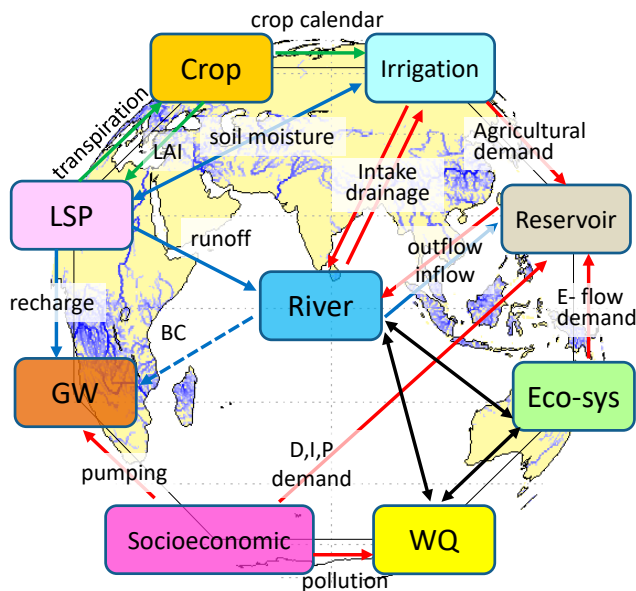 crop calendar
Crop
Irrigation
transpiration
LAI
soil moisture
Agricultural
demand
Intake
drainage
LSP
Reservoir
runoff
outflow
inflow
recharge
River
E- flow
demand
BC
GW
Eco-sys
D,I,P
demand
pumping
Socioeconomic
WQ
pollution